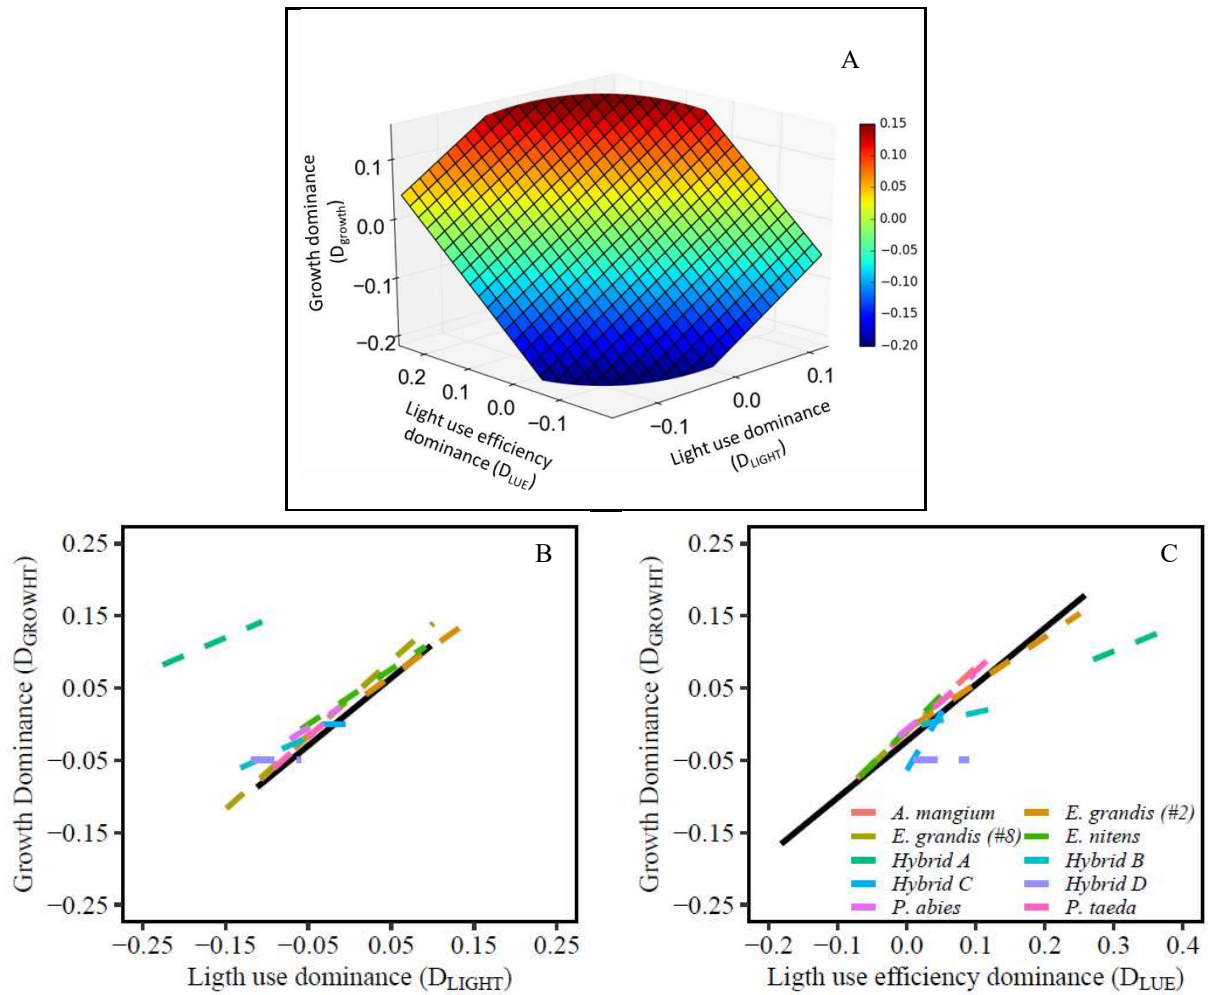 A
0.15
0.10
0.05
0.00
−0.05
−0.10
−0.15
−0.20
Growth dominance
(Dgrowth)
0.1
0.0
−0.1
−0.2
0.2
0.1
0.0
−0.1
Light use efficiency
dominance (DLUE)
−0.1
0.0
0.1
Light use dominance
(DLIGHT)
B
Growth Dominance (DGROWHT)
0.25
0.15
0.05
−0.05
−0.15
−0.25
−0.25 −0.15 −0.05 0.05 0.15 0.25
Ligth use dominance (DLIGHT)
C
Growth Dominance (DGROWHT)
0.25
0.15
0.05
−0.05
−0.15
−0.25
A. mangium E. grandis (#2)
E. grandis (#8) E. nitens
Hybrid A Hybrid B
Hybrid C Hybrid D
P. abies P. taeda
−0.2 −0.1 0.0 0.1 0.2 0.3 0.4
Ligth use efficiency dominance (DLUE)